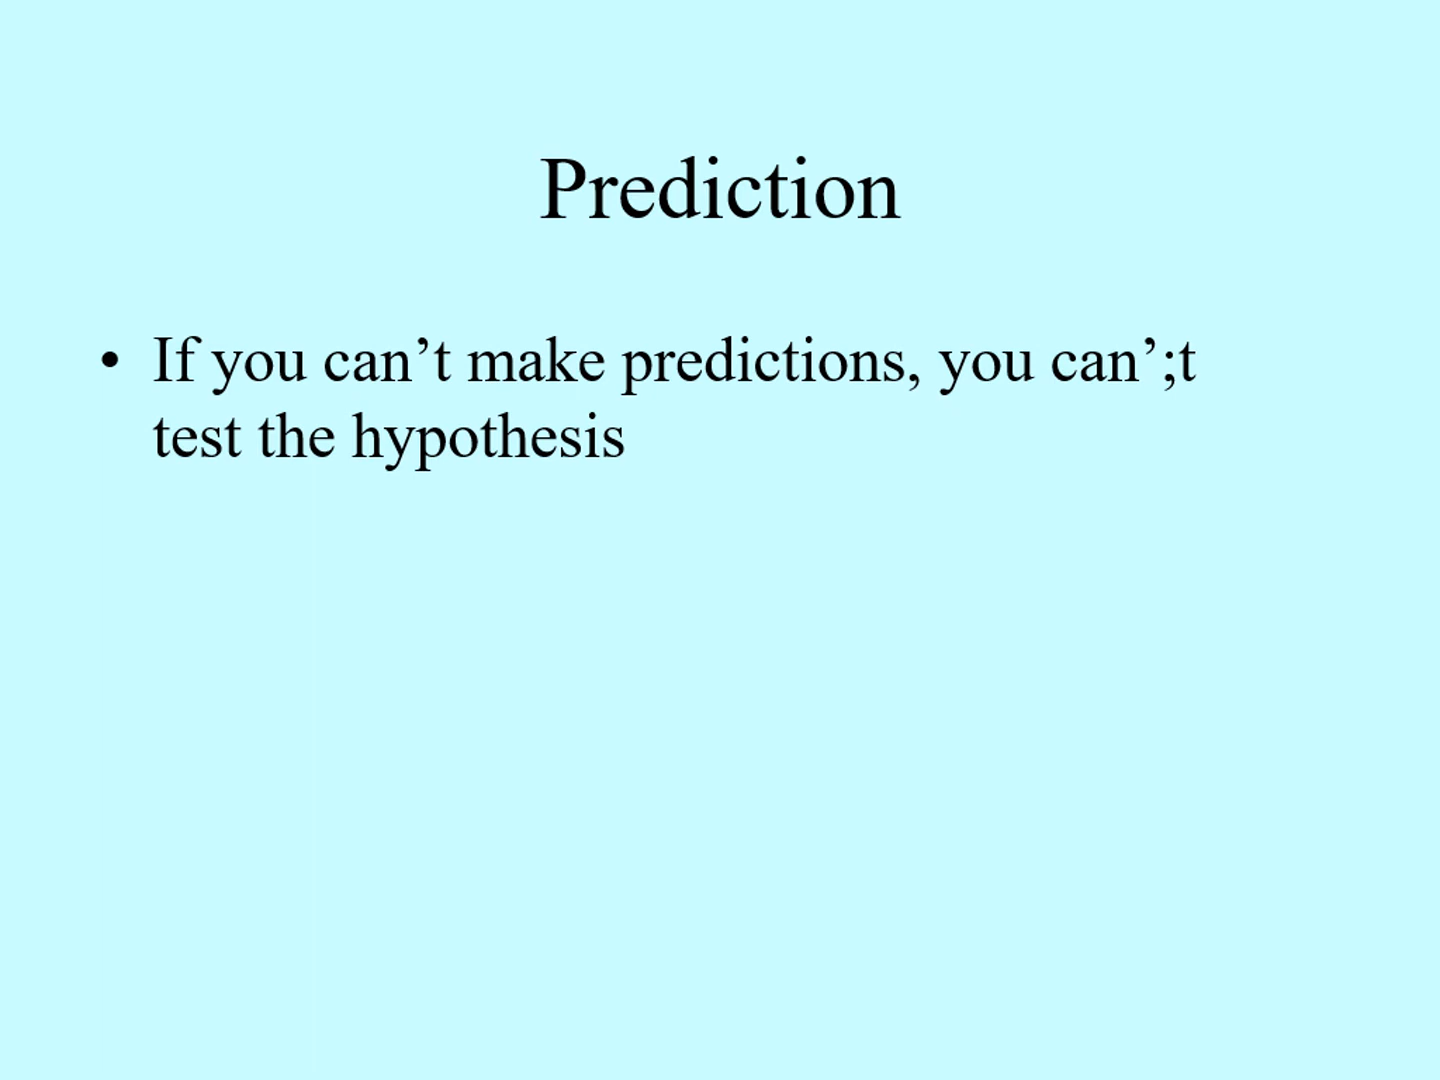 Prediction
• If you can’t make predictions, you can’;t
test the hypothesis